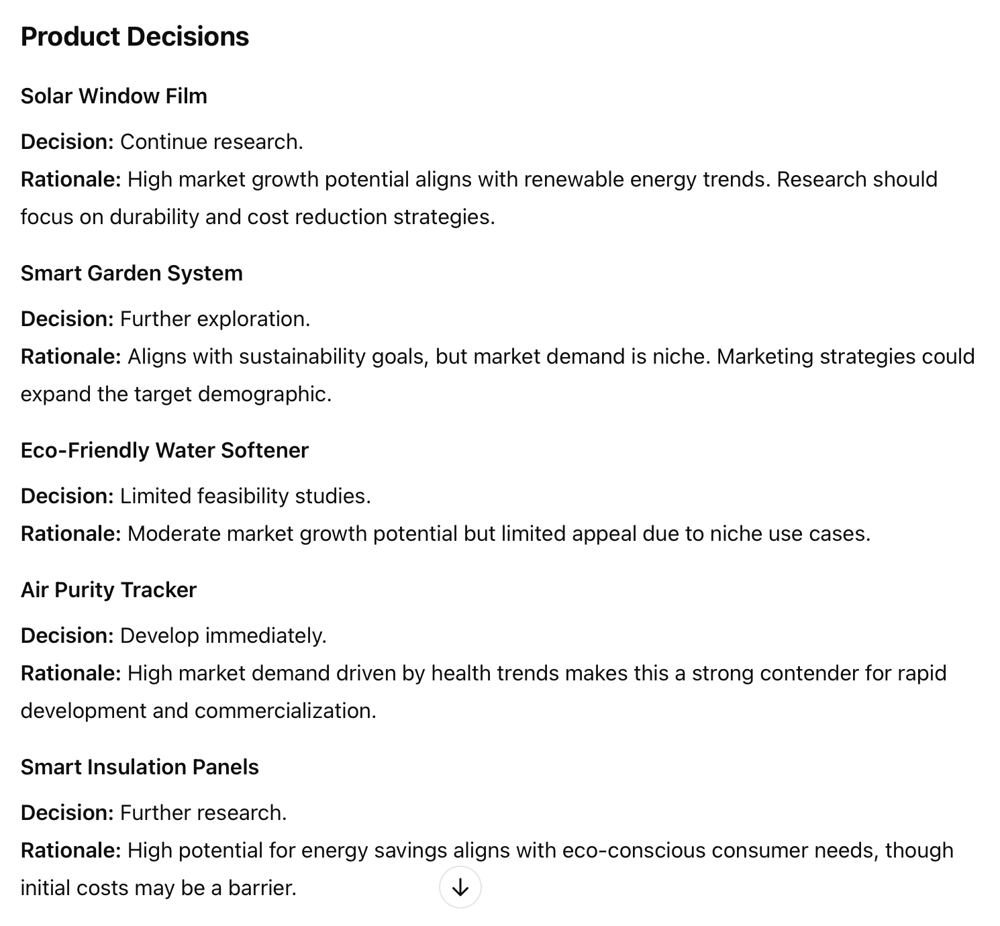 Product Decisions
Solar Window Film
Decision: Continue research.
Rationale: High market growth potential aligns with renewable energy trends. Research should
focus on durability and cost reduction strategies.
Smart Garden System
Decision: Further exploration.
Rationale: Aligns with sustainability goals, but market demand is niche. Marketing strategies could
expand the target demographic.
Eco-Friendly Water Softener
Decision: Limited feasibility studies.
Rationale: Moderate market growth potential but limited appeal due to niche use cases.
Air Purity Tracker
Decision: Develop immediately.
Rationale: High market demand driven by health trends makes this a strong contender for rapid
development and commercialization.
Smart Insulation Panels
Decision: Further research.
Rationale: High potential for energy savings aligns with eco-conscious consumer needs, though
initial costs may be a barrier.